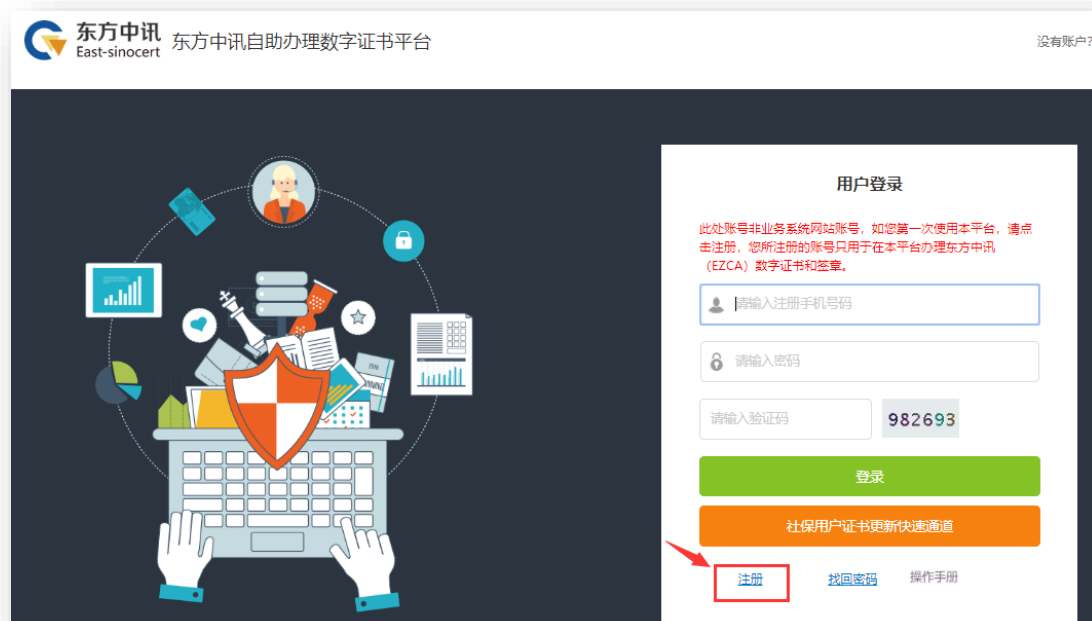 东方中讯
East-sinocert
东方中讯自助办理数字证书平台
没有账户?
用户登录
此处账号非业务系统网站账号，如您第一次使用本平台，请点
击注册，您所注册的账号只用于在本平台办理东方中讯
（EZCA）数字证书和签章。
请输入注册手机号码
请输入密码
请输入验证码
982693
登录
社保用户证书更新快速通道
注册
找回密码
操作手册